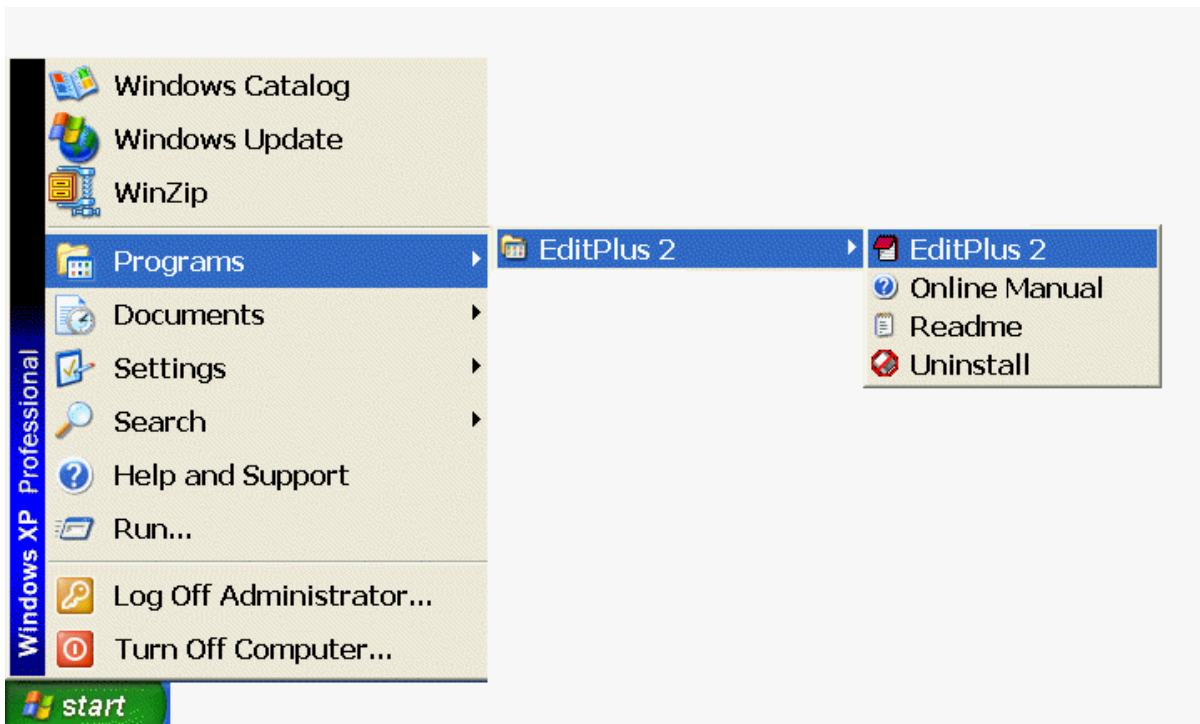 Windows Catalog
Windows Update
WinZip
Programs
Documents
Settings
Search
Help and Support
Run...
Log Off Administrator...
Turn Off Computer...
Windows XP Professional
start
EditPlus 2
EditPlus 2
Online Manual
Readme
Uninstall